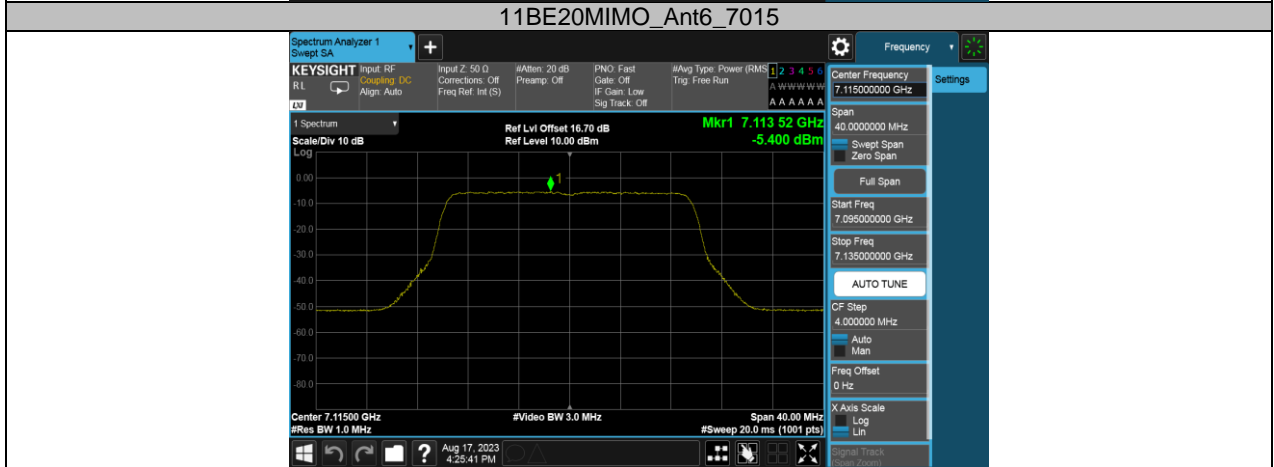 11BE20MIMO_Ant6_7015
Spectrum Analyzer 1
Swept SA
+
Frequency
KEYSIGHT Input: RF Input Z: 50 Ω #Atten: 20 dB PNO: Fast #Avg Type: Power (RMS 1 2 3 4 5 6
RL Coupling: DC Corrections: Off Preamp: Off Gate: Off Trig: Free Run A W W W W W
Align: Auto Freq Ref: Int (S) IF Gain: Low
LXI Sig Track: Off A A A A A A
Center Frequency
7.115000000 GHz
Settings
1 Spectrum
Ref Lvl Offset 16.70 dB
Mkr1 7.113 52 GHz
Scale/Div 10 dB
Ref Level 10.00 dBm
-5.400 dBm
Log
1
0.00
-10.0
-20.0
-30.0
-40.0
-50.0
-60.0
-70.0
-80.0
Center 7.11500 GHz #Video BW 3.0 MHz Span 40.00 MHz
#Res BW 1.0 MHz #Sweep 20.0 ms (1001 pts)
Span
40.0000000 MHz
Swept Span
Zero Span
Full Span
Start Freq
7.095000000 GHz
Stop Freq
7.135000000 GHz
AUTO TUNE
CF Step
4.000000 MHz
Auto
Man
Freq Offset
0 Hz
X Axis Scale
Log
Lin
Signal Track
(Span Zoom)
? Aug 17, 2023
4:25:41 PM